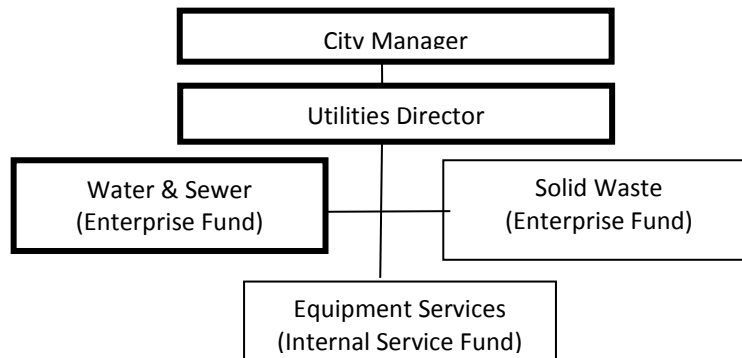 City Manager
Utilities Director
Water & Sewer
(Enterprise Fund)
Solid Waste
(Enterprise Fund)
Equipment Services
(Internal Service Fund)